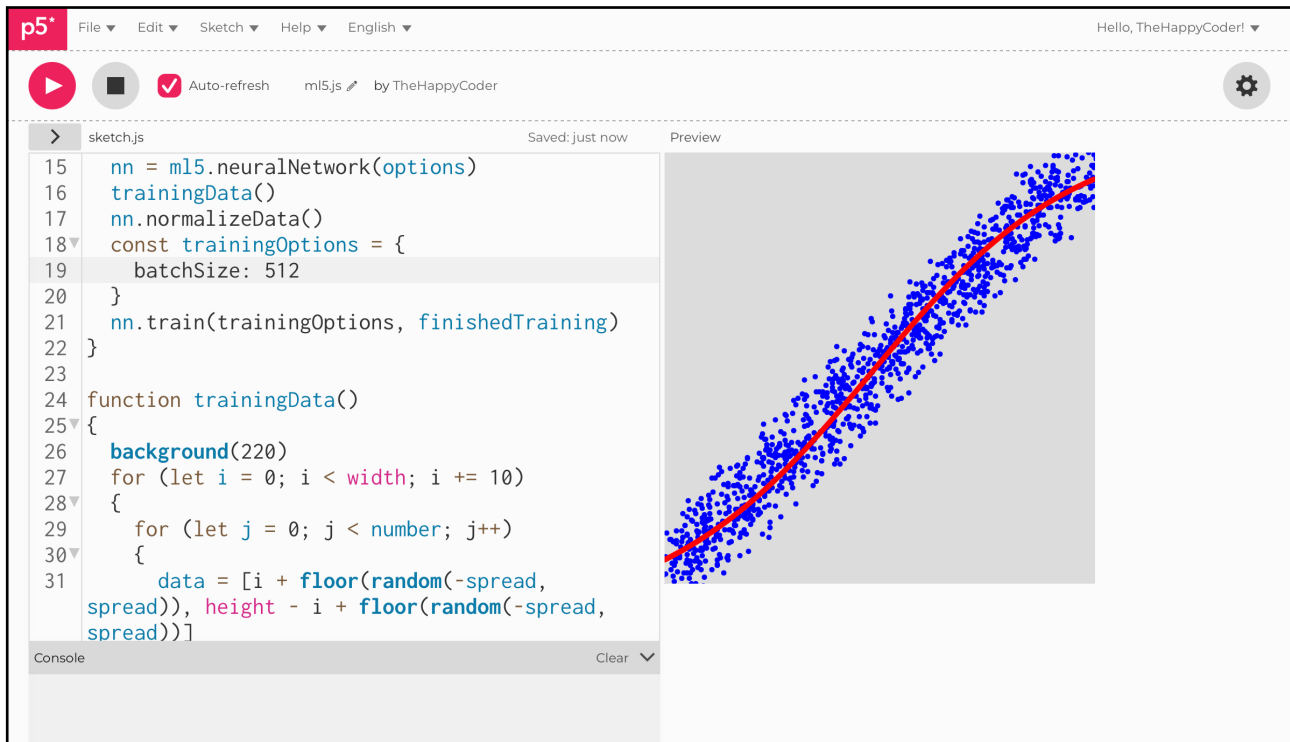 p5* File Edit Sketch Help English Hello, TheHappyCoder!
Auto-refresh ml5.js by TheHappyCoder
sketch.js Saved: just now Preview
15 nn = ml5.neuralNetwork(options)
16 trainingData()
17 nn.normalizeData()
18 const trainingOptions = {
19 batchSize: 512
20 }
21 nn.train(trainingOptions, finishedTraining)
22 }
23
24 function trainingData()
25 {
26 background(220)
27 for (let i = 0; i < width; i += 10)
28 {
29 for (let j = 0; j < number; j++)
30 {
31 data = [i + floor(random(-spread,
spread)), height - i + floor(random(-spread,
spread))]
Console Clear